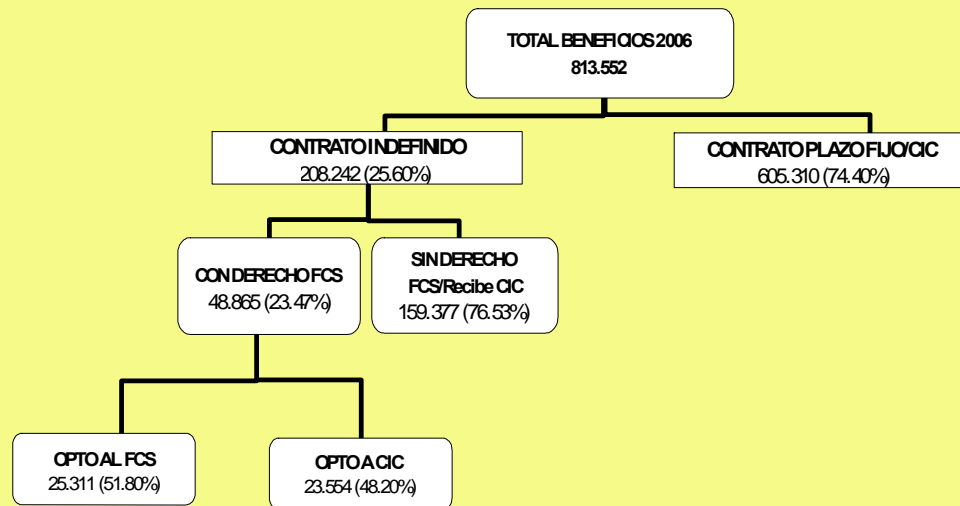 TOTAL BENEFICIOS 2006
813.552
CONTRATO INDEFINIDO
208.242 (25.60%)
CONTRATO PLAZO FIJO/CIC
605.310 (74.40%)
CON DERECHO FCS
48.865 (23.47%)
SIN DERECHO
FCS/Recibe CIC
159.377 (76.53%)
OPTO AL FCS
25.311 (51.80%)
OPTO A CIC
23.554 (48.20%)